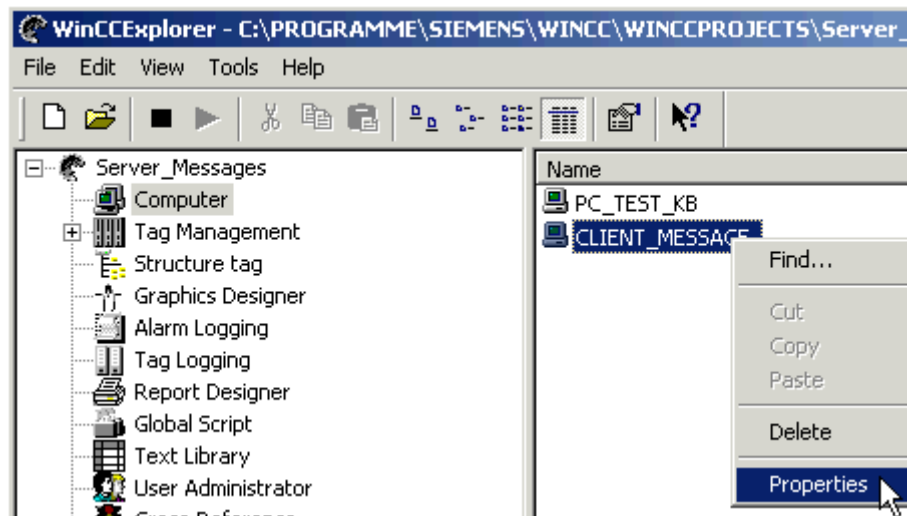 WinCCExplorer - C:\PROGRAMME\SIEMENS\WINCC\WINCCPROJECTS\Server_
File Edit View Tools Help
Server_Messages
Computer
Tag Management
Structure tag
Graphics Designer
Alarm Logging
Tag Logging
Report Designer
Global Script
Text Library
User Administrator
Cross Reference
Name
PC_TEST_KB
CLIENT_MESSAGE
Find...
Cut
Copy
Paste
Delete
Properties